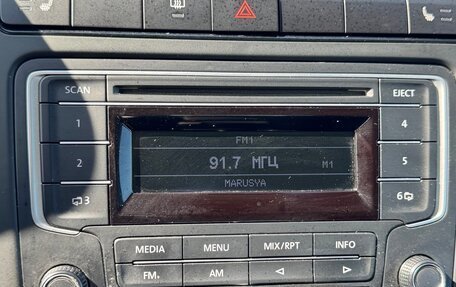 SCAN
EJECT
1
4
FM1
2
91.7 МГЦ
M1
5
MARUSYA
3
6
MEDIA
MENU
MIX/RPT
INFO
FM
AM